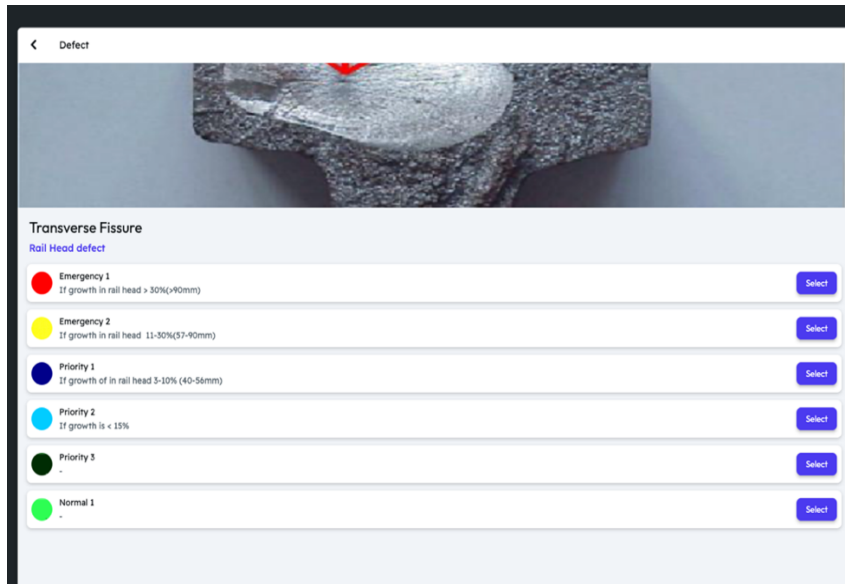 Defect
Transverse Fissure
Rail Head defect
Emergency 1
If growth in rail head > 30%(>90mm)
Select
Emergency 2
If growth in rail head 11-30%(57-90mm)
Select
Priority 1
If growth of in rail head 3-10% (40-56mm)
Select
Priority 2
If growth is < 15%
Select
Priority 3
-
Select
Normal 1
-
Select